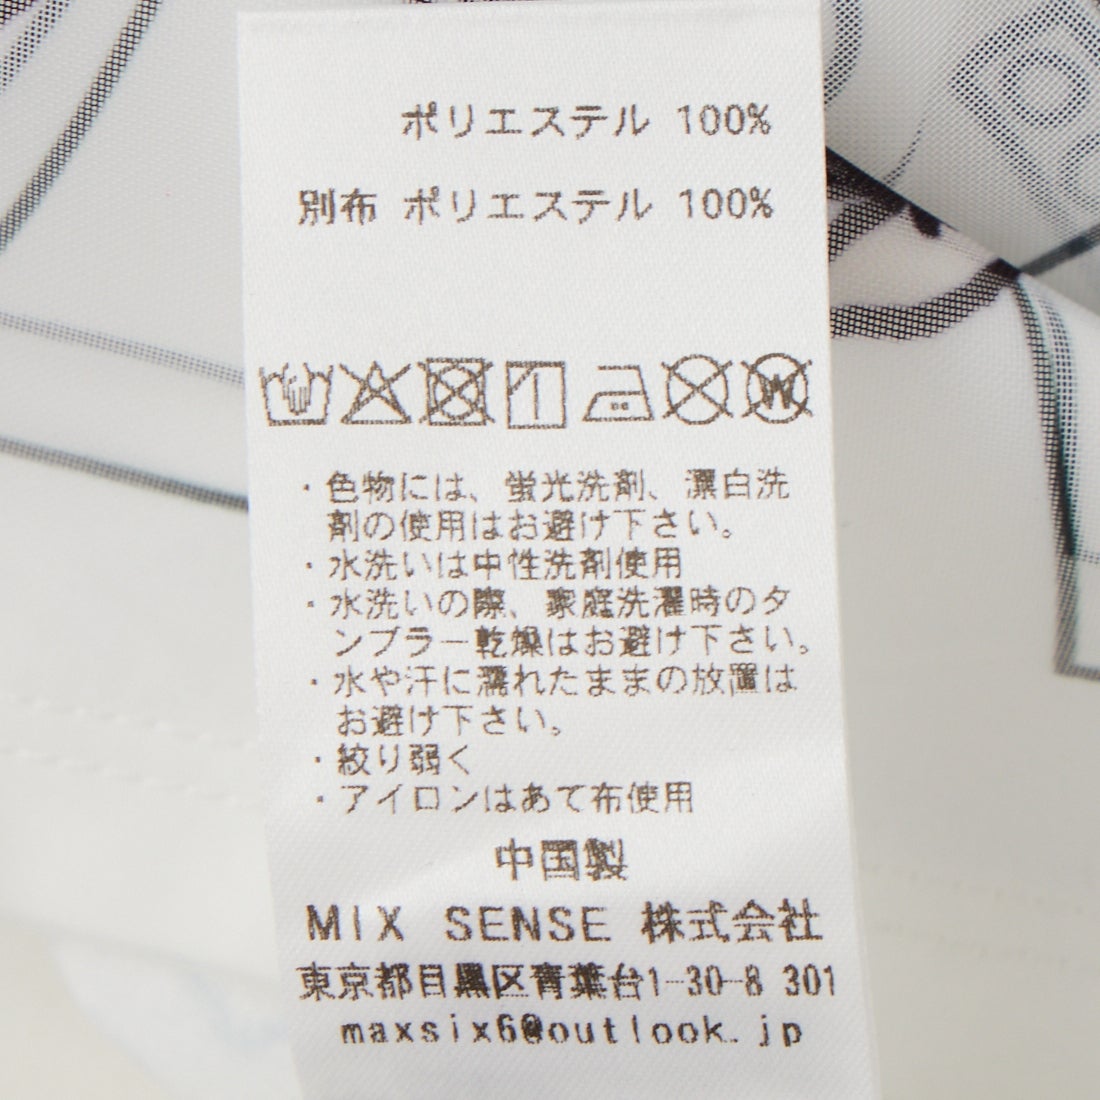 ポリエステル 100%
別布 ポリエステル 100%
W
・色物には、蛍光洗剤、漂白洗
剤の使用はお避け下さい。
・水洗いは中性洗剤使用
・水洗いの際、家庭洗濯時のタ
ンブラー乾燥はお避け下さい。
・水や汗に濡れたままの放置は
お避け下さい。
・絞り弱く
・アイロンはあて布使用
中国製
MIX SENSE 株式会社
東京都目黒区青葉台1-30-8 301
maxsix6@outlook.jp